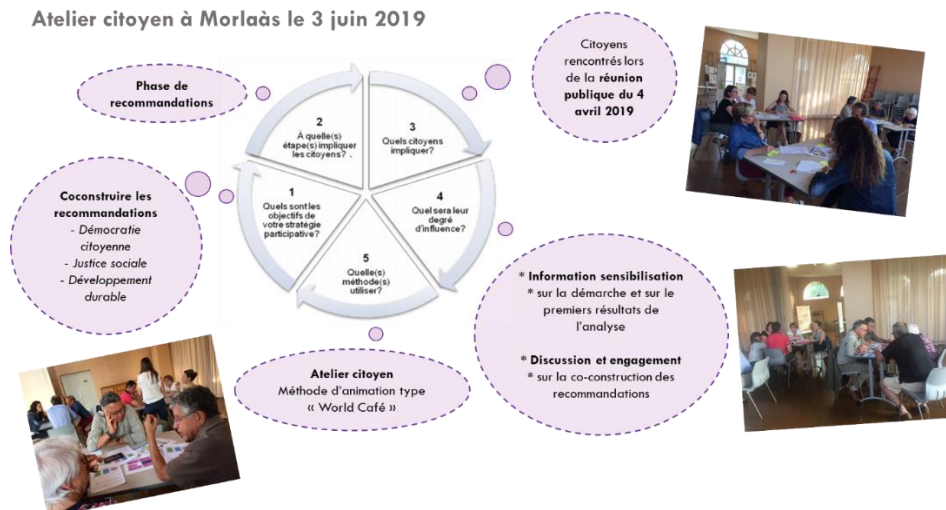 Atelier citoyen à Morlaàs le 3 juin 2019
Phase de
recommandations
Citoyens
rencontrés lors
de la réunion
publique du 4
avril 2019
2
À quelle(s)
étape(s) impliquer
les citoyens? .
3
Quels citoyens
impliquer?
1
Quels sont les
objectifs de
votre stratégie
participative?
4
Quel sera leur
degré
d'influence?
5
Quelle(s)
méthode(s)
utiliser?
Coconstruire les
recommandations
- Démocratie
citoyenne
- Justice sociale
- Développement
durable
* Information sensibilisation
* sur la démarche et sur le
premiers résultats de
l'analyse
* Discussion et engagement
* sur la co-construction des
recommandations
Atelier citoyen
Méthode d'animation type
« World Café »